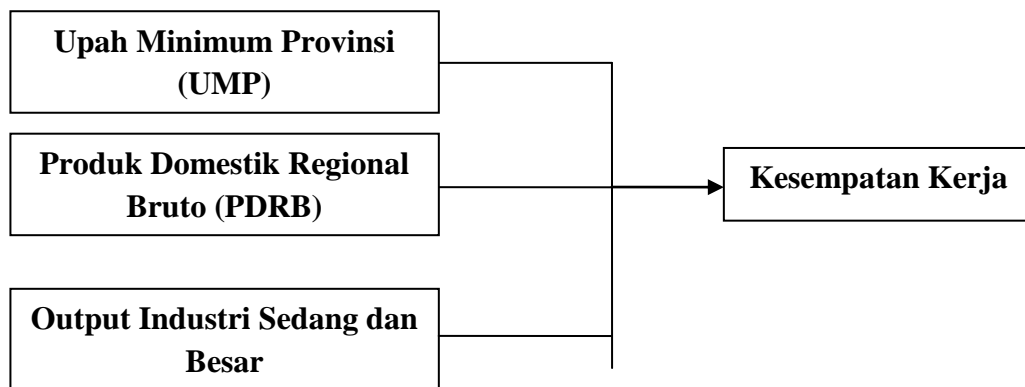 Upah Minimum Provinsi
(UMP)
Produk Domestik Regional
Bruto (PDRB)
Kesempatan Kerja
Output Industri Sedang dan
Besar